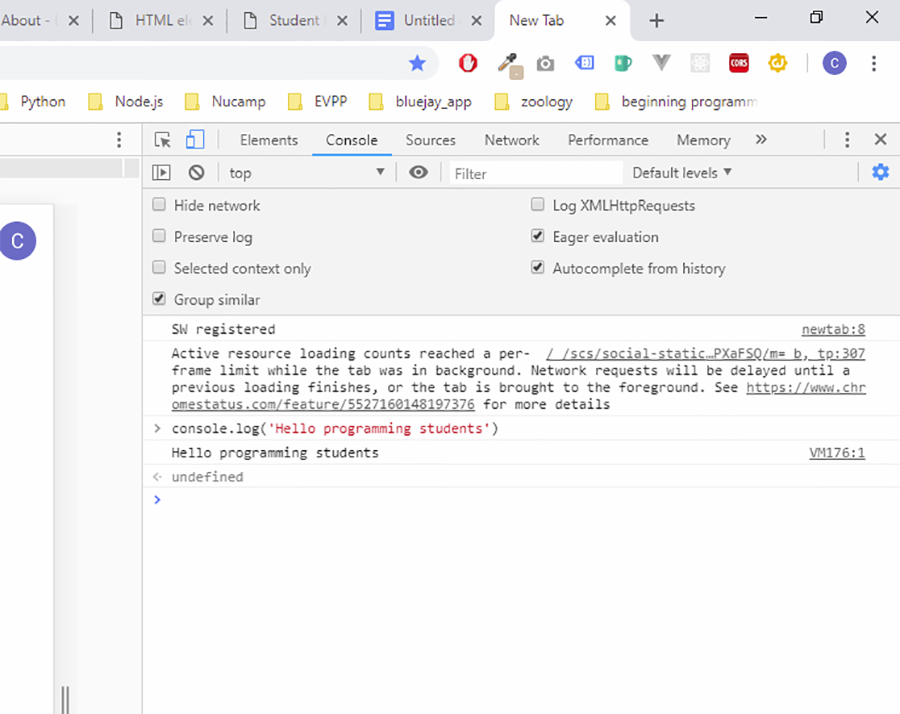 About -
HTML ele
Student
Untitled
New Tab
CORS
C
Python
Node.js
Nucamp
EVPP
bluejay_app
zoology
beginning programm
Elements
Console
Sources
Network
Performance
Memory
top
Filter
Default levels
Hide network
Log XMLHttpRequests
Preserve log
Eager evaluation
C
Selected context only
Autocomplete from history
Group similar
SW registered
newtab:8
Active resource loading counts reached a per- /_/scs/social-static…PXaFSQ/m=_b,_tp:307
frame limit while the tab was in background. Network requests will be delayed until a
previous loading finishes, or the tab is brought to the foreground. See https://www.chr
omestatus.com/feature/5527160148197376 for more details
> console.log('Hello programming students')
Hello programming students
VM176:1
undefined
>